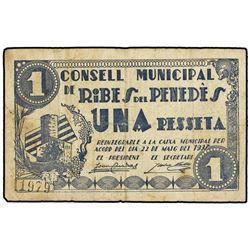 1
CONSELL MUNICIPAL
DE RIBES DEL PENEDÈS
UNA PESSETA
REINTEGRABLE A LA CAIXA MUNICIPAL PER
ACORD DEL DIA 22 DE MAIG DEL 1937
EL PRESIDENT EL SECRETARI
1979
1